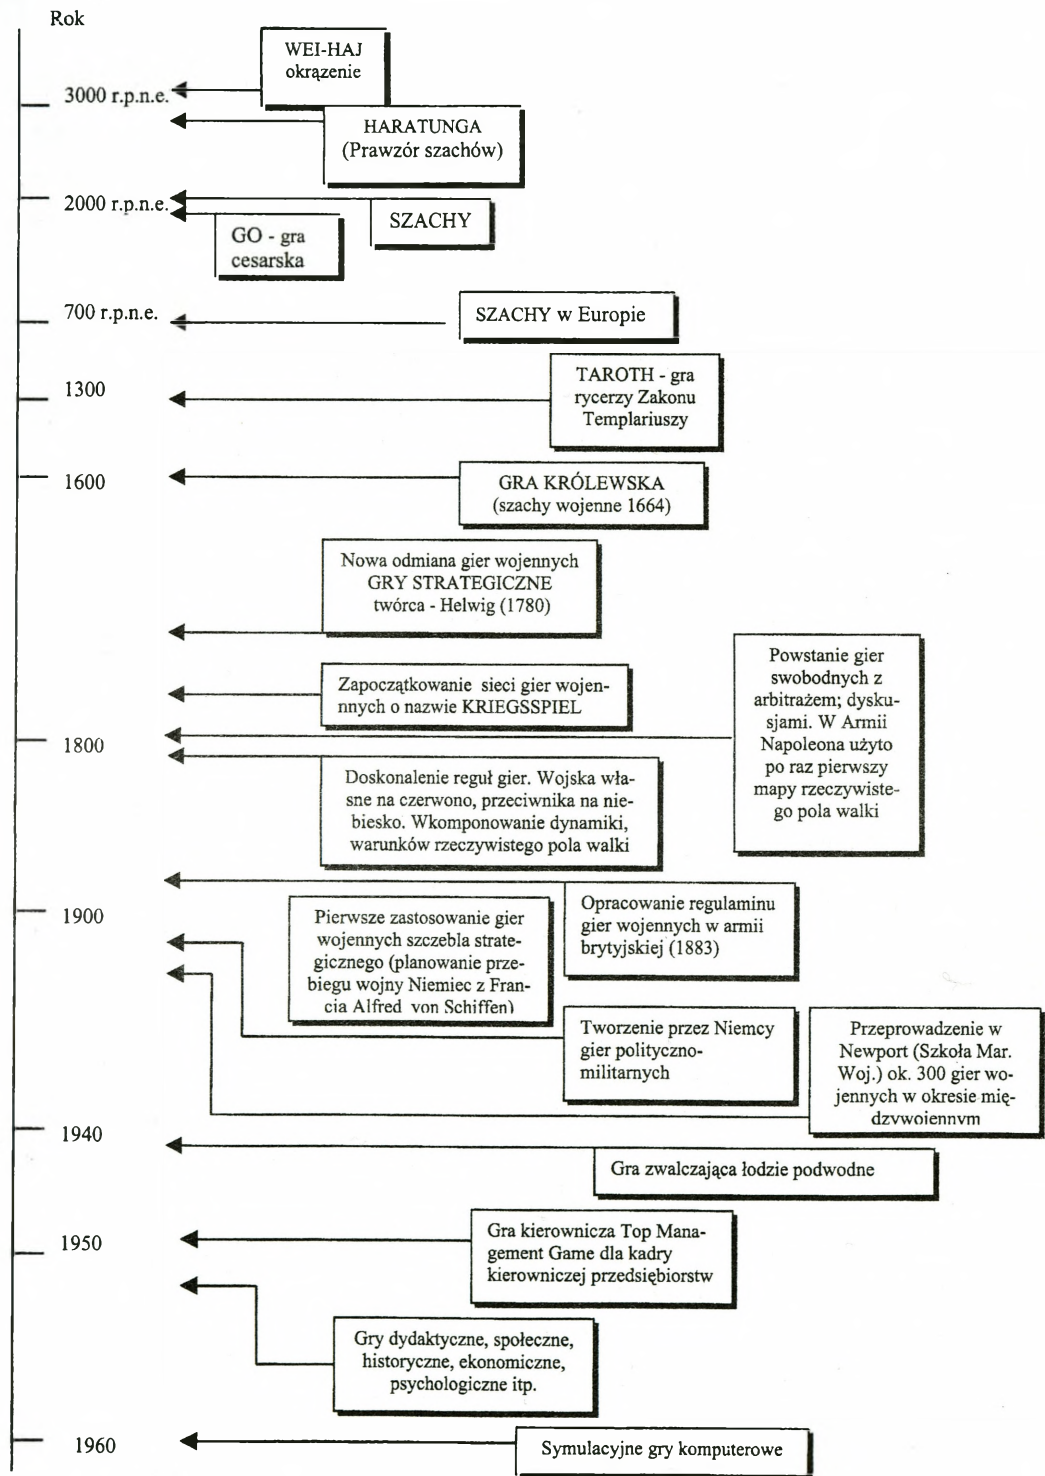 Rok
WEI-HAJ
okrązenie
3000 r.p.n.e.
HARATUNGA
(Prawzór szachów)
2000 r.p.n.e.
SZACHY
GO - gra
cesarska
700 r.p.n.e.
SZACHY w Europie
TAROTH - gra
rycerzy Zakonu
Templariuszy
1300
1600
GRA KRÓLEWSKA
(szachy wojenne 1664)
Nowa odmiana gier wojennych
GRY STRATEGICZNE
twórca - Helwig (1780)
Zapoczątkowanie sieci gier wojen-
nnych o nazwie KRIEGSSPIEL
Powstanie gier
swobodnych z
arbitrażem; dysku-
sjami. W Armii
Napoleona użyto
po raz pierwszy
mapy rzeczywiste-
go pola walki
1800
Doskonalenie reguł gier. Wojska wła-
sne na czerwono, przeciwnika na nie-
biesko. Wkomponowanie dynamiki,
warunków rzeczywistego pola walki
Opracowanie regulaminu
gier wojennych w armii
brytyjskiej (1883)
1900
Pierwsze zastosowanie gier
wojennych szczebla strate-
gicznego (planowanie prze-
biegu wojny Niemiec z Fran-
cia Alfred von Schiffen)
Tworzenie przez Niemcy
gier polityczno-
militarnych
Przeprowadzenie w
Newport (Szkoła Mar.
Woj.) ok. 300 gier wo-
jennych w okresie mię-
dzywojennym
1940
Gra zwalczająca łodzie podwodne
Gra kierownicza Top Mana-
gement Game dla kadry
kierowniczej przedsiębiorstw
1950
Gry dydaktyczne, społeczne,
historyczne, ekonomiczne,
psychologiczne itp.
1960
Symulacyjne gry komputerowe